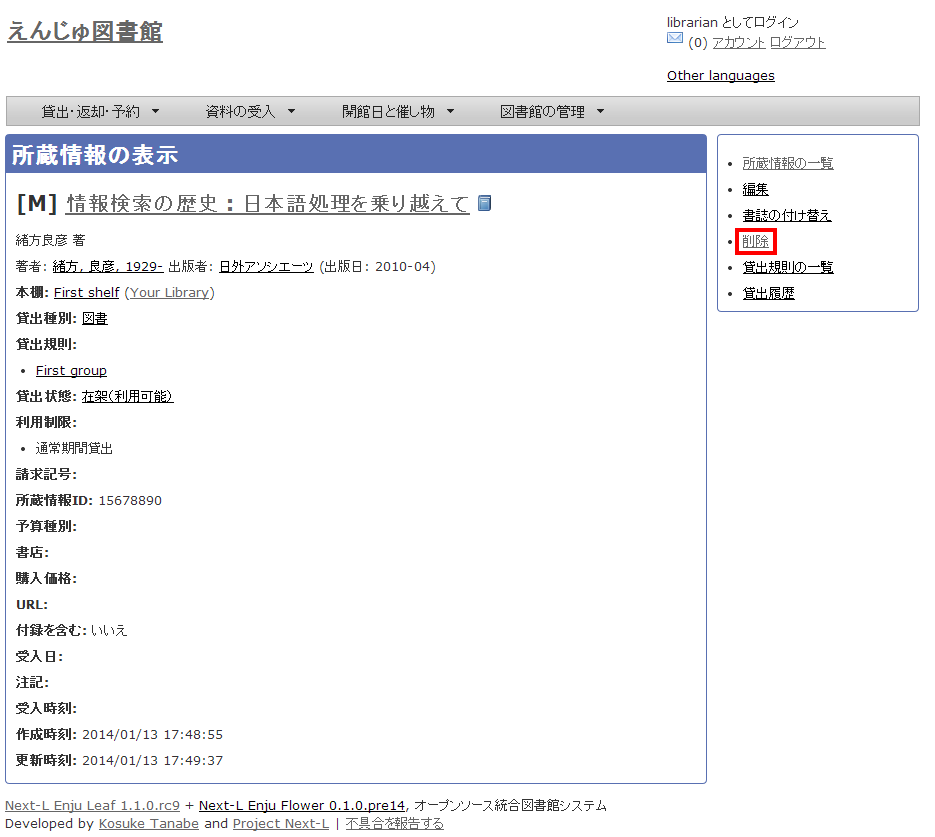 えんじゅ図書館
librarian としてログイン
(0) アカウント ログアウト
Other languages
貸出・返却・予約 ▼ 資料の受入 ▼ 開館日と催し物 ▼ 図書館の管理 ▼
所蔵情報の表示
[M] 情報検索の歴史：日本語処理を乗り越えて
緒方良彦 著
著者: 緒方, 良彦, 1929- 出版者: 日外アソシエーツ (出版日: 2010-04)
本棚: First shelf (Your Library)
貸出種別: 図書
貸出規則:
• First group
貸出状態: 在架(利用可能)
利用制限:
• 通常期間貸出
請求記号:
所蔵情報ID: 15678890
予算種別:
書店:
購入価格:
URL:
付録を含む: いいえ
受入日:
注記:
受入時刻:
作成時刻: 2014/01/13 17:48:55
更新時刻: 2014/01/13 17:49:37
• 所蔵情報の一覧
• 編集
• 書誌の付け替え
• 削除
• 貸出規則の一覧
• 貸出履歴
Next-L Enju Leaf 1.1.0.rc9 + Next-L Enju Flower 0.1.0.pre14, オープンソース統合図書館システム
Developed by Kosuke Tanabe and Project Next-L | 不具合を報告する